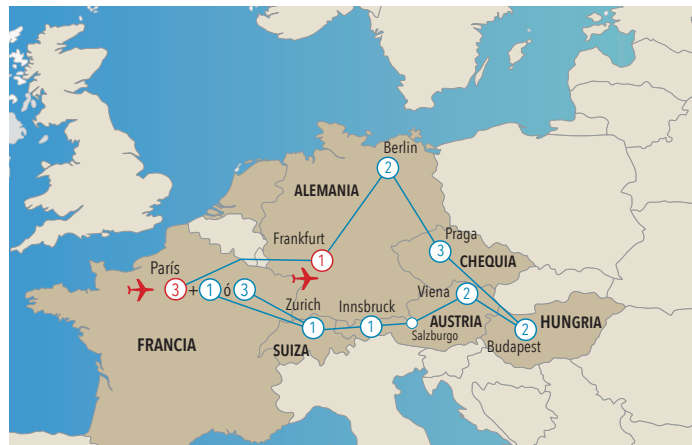 Berlin
2
ALEMANIA
Frankfurt
1
Praga
3
CHEQUIA
París
3 + 1 ó 3
Zurich
1
Innsbruck
1
Viena
2
Salzburgo
AUSTRIA
HUNGRIA
2
Budapest
FRANCIA
SUIZA